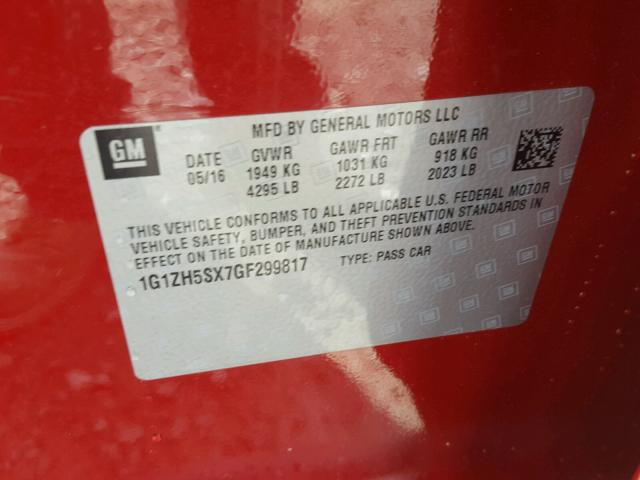 GM
MFD BY GENERAL MOTORS LLC
DATE GVWR GAWR FRT GAWR RR
05/16 1949 KG 1031 KG 918 KG
4295 LB 2272 LB 2023 LB
THIS VEHICLE CONFORMS TO ALL APPLICABLE U.S. FEDERAL MOTOR
VEHICLE SAFETY, BUMPER, AND THEFT PREVENTION STANDARDS IN
EFFECT ON THE DATE OF MANUFACTURE SHOWN ABOVE.
1G1ZH5SX7GF299817 TYPE: PASS CAR